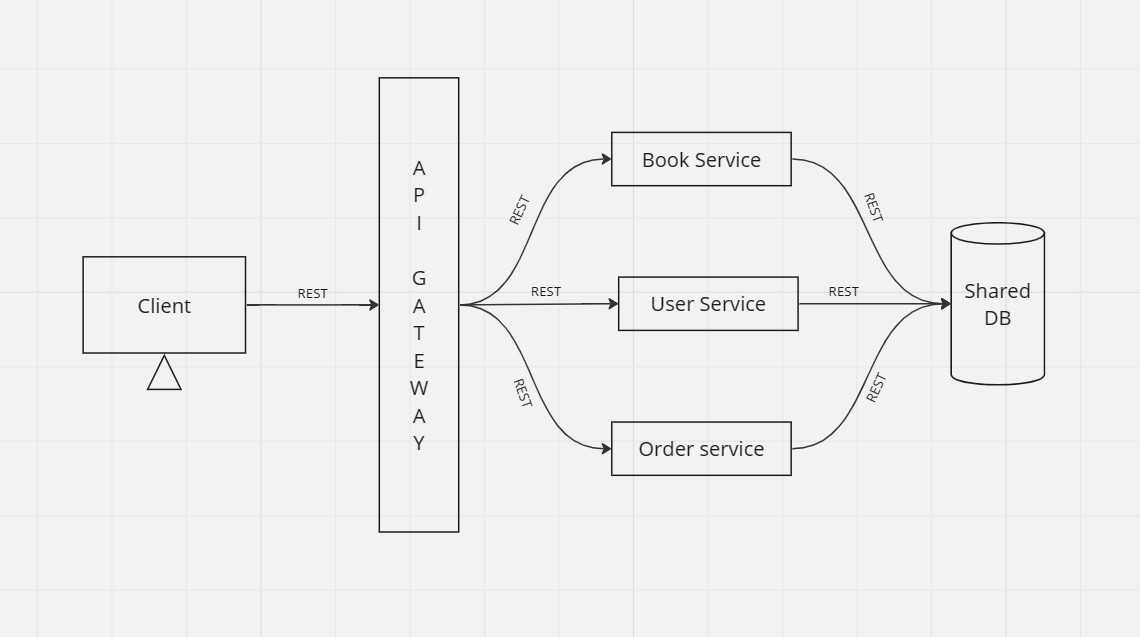 Client
REST
A
P
I
G
A
T
E
W
A
Y
REST
REST
REST
Book Service
User Service
Order service
REST
REST
REST
Shared
DB